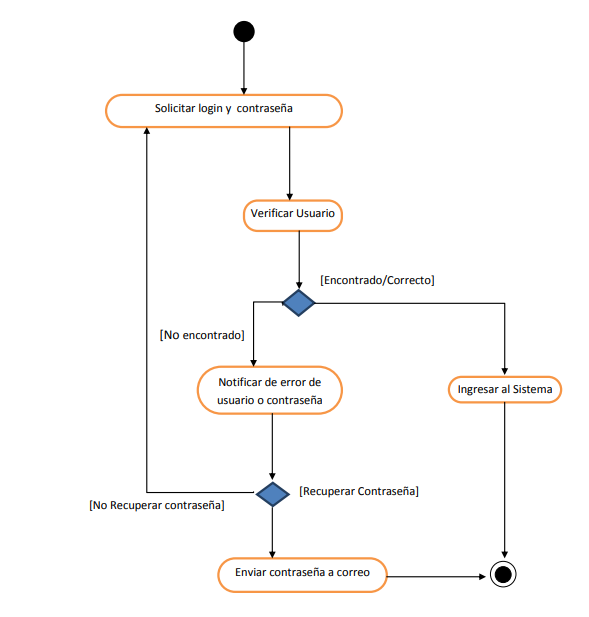 Solicitar login y contraseña
Verificar Usuario
[Encontrado/Correcto]
[No encontrado]
Notificar de error de
usuario o contraseña
Ingresar al Sistema
[Recuperar Contraseña]
[No Recuperar contraseña]
Enviar contraseña a correo